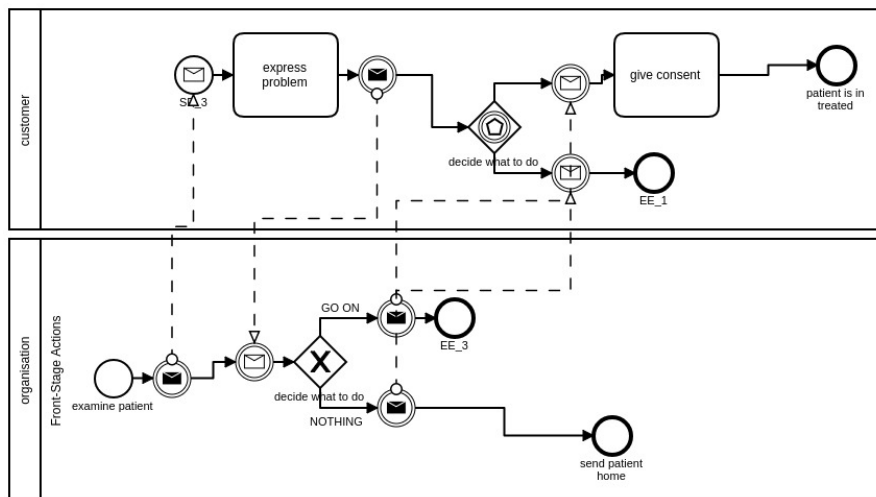 customer
SE_3
express
problem
decide what to do
give consent
patient is in
treated
EE_1
organisation
Front-Stage Actions
examine patient
GO ON
decide what to do
NOTHING
EE_3
send patient
home